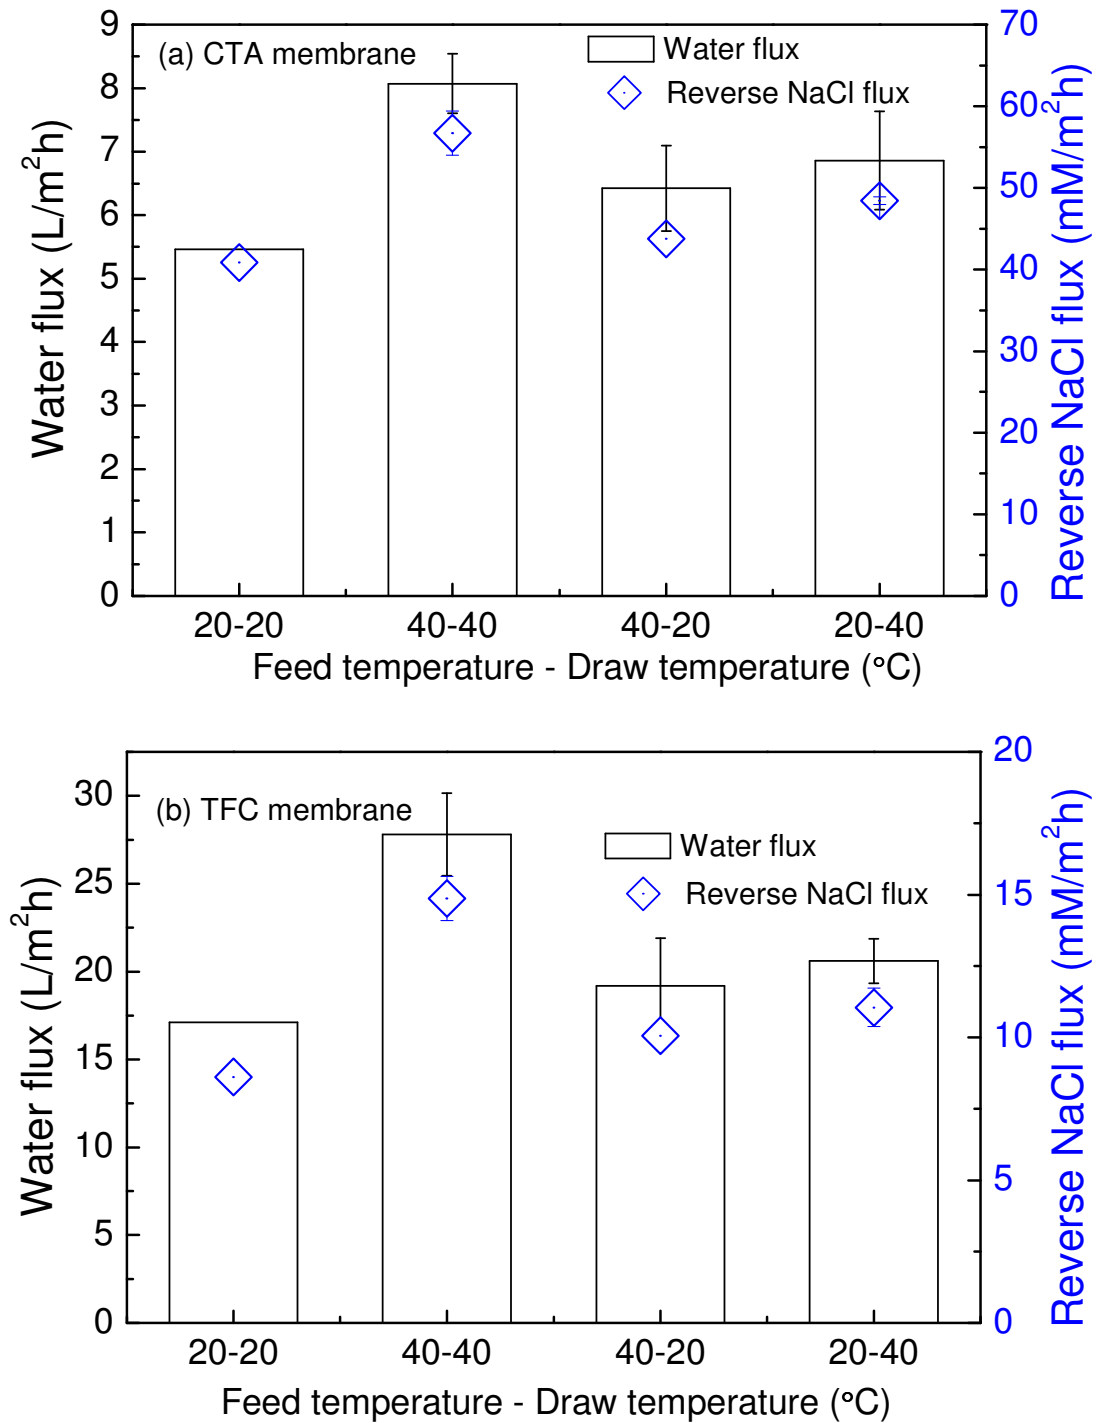 (a) CTA membrane
Water flux
Reverse NaCl flux
9
8
7
6
5
4
3
2
1
0
Water flux (L/m²h)
70
60
50
40
30
20
10
0
Reverse NaCl flux (mM/m²h)
20-20 40-40 40-20 20-40
Feed temperature - Draw temperature (°C)
(b) TFC membrane
Water flux
Reverse NaCl flux
30
25
20
15
10
5
0
Water flux (L/m²h)
20
15
10
5
0
Reverse NaCl flux (mM/m²h)
20-20 40-40 40-20 20-40
Feed temperature - Draw temperature (°C)